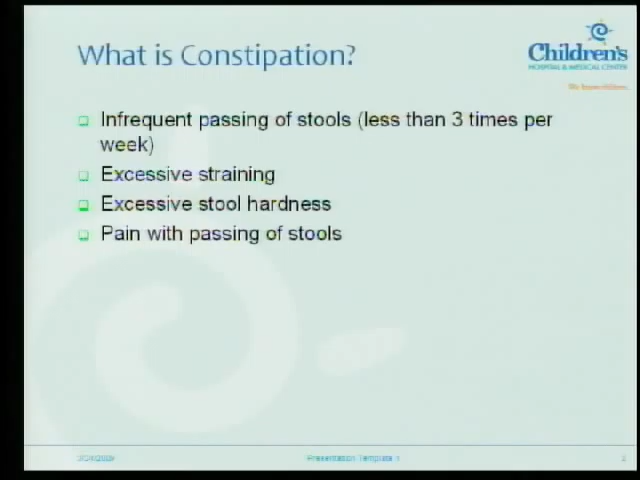 What is Constipation?
Children's
HOSPITAL & MEDICAL CENTER
Infrequent passing of stools (less than 3 times per
week)
Excessive straining
Excessive stool hardness
Pain with passing of stools
Presentation Template